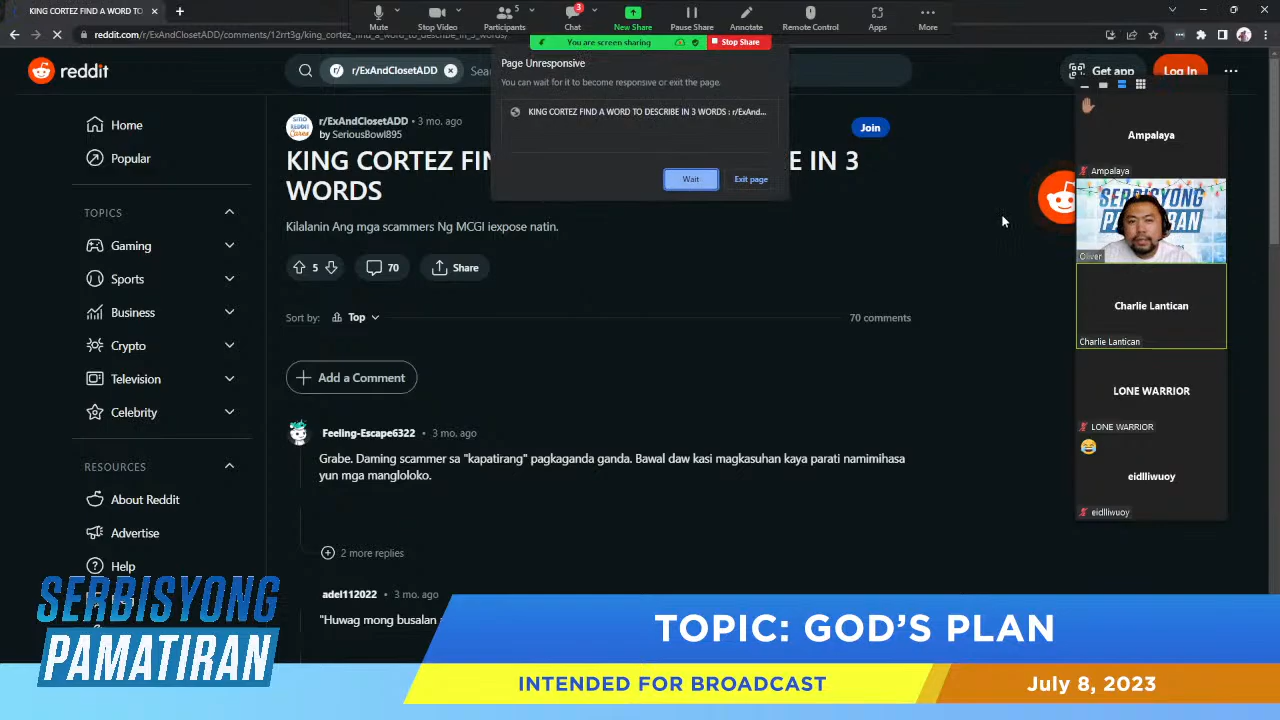 KING CORTEZ FIND A WORD TO D
Mute
Stop Video
5
Participants
3
Chat
New Share
Pause Share
Annotate
Remote Control
Apps
More
reddit.com/r/ExAndClosetADD/comments/12rrt3g/king_cortez_find_a_word_to_describe_in_3_words/
You are screen sharing
Stop Share
reddit
r/ExAndClosetADD
Sea
Get app
Log In
Page Unresponsive
You can wait for it to become responsive or exit the page.
KING CORTEZ FIND A WORD TO DESCRIBE IN 3 WORDS : r/ExAnd...
Wait
Exit page
Home
Popular
TOPICS
Gaming
Sports
Business
Crypto
Television
Celebrity
RESOURCES
About Reddit
Advertise
Help
r/ExAndClosetADD • 3 mo. ago
by SeriousBowl895
Join
KING CORTEZ FIN
E IN 3
WORDS
Kilalanin Ang mga scammers Ng MCGI iexpose natin.
5
70
Share
Sort by:
Top
70 comments
Add a Comment
Feeling-Escape6322 • 3 mo. ago
Grabe. Daming scammer sa "kapatirang" pagkaganda ganda. Bawal daw kasi magkasuhan kaya parati namimihasa
yun mga mangloloko.
2 more replies
adel112022 • 3 mo. ago
"Huwag mong busalan
Ampalaya
Ampalaya
SERBISYONG
PAMATIRAN
Oliver
Charlie Lantican
Charlie Lantican
LONE WARRIOR
LONE WARRIOR
eidlliwuoy
eidlliwuoy
SERBISYONG
PAMATIRAN
TOPIC: GOD'S PLAN
INTENDED FOR BROADCAST
July 8, 2023